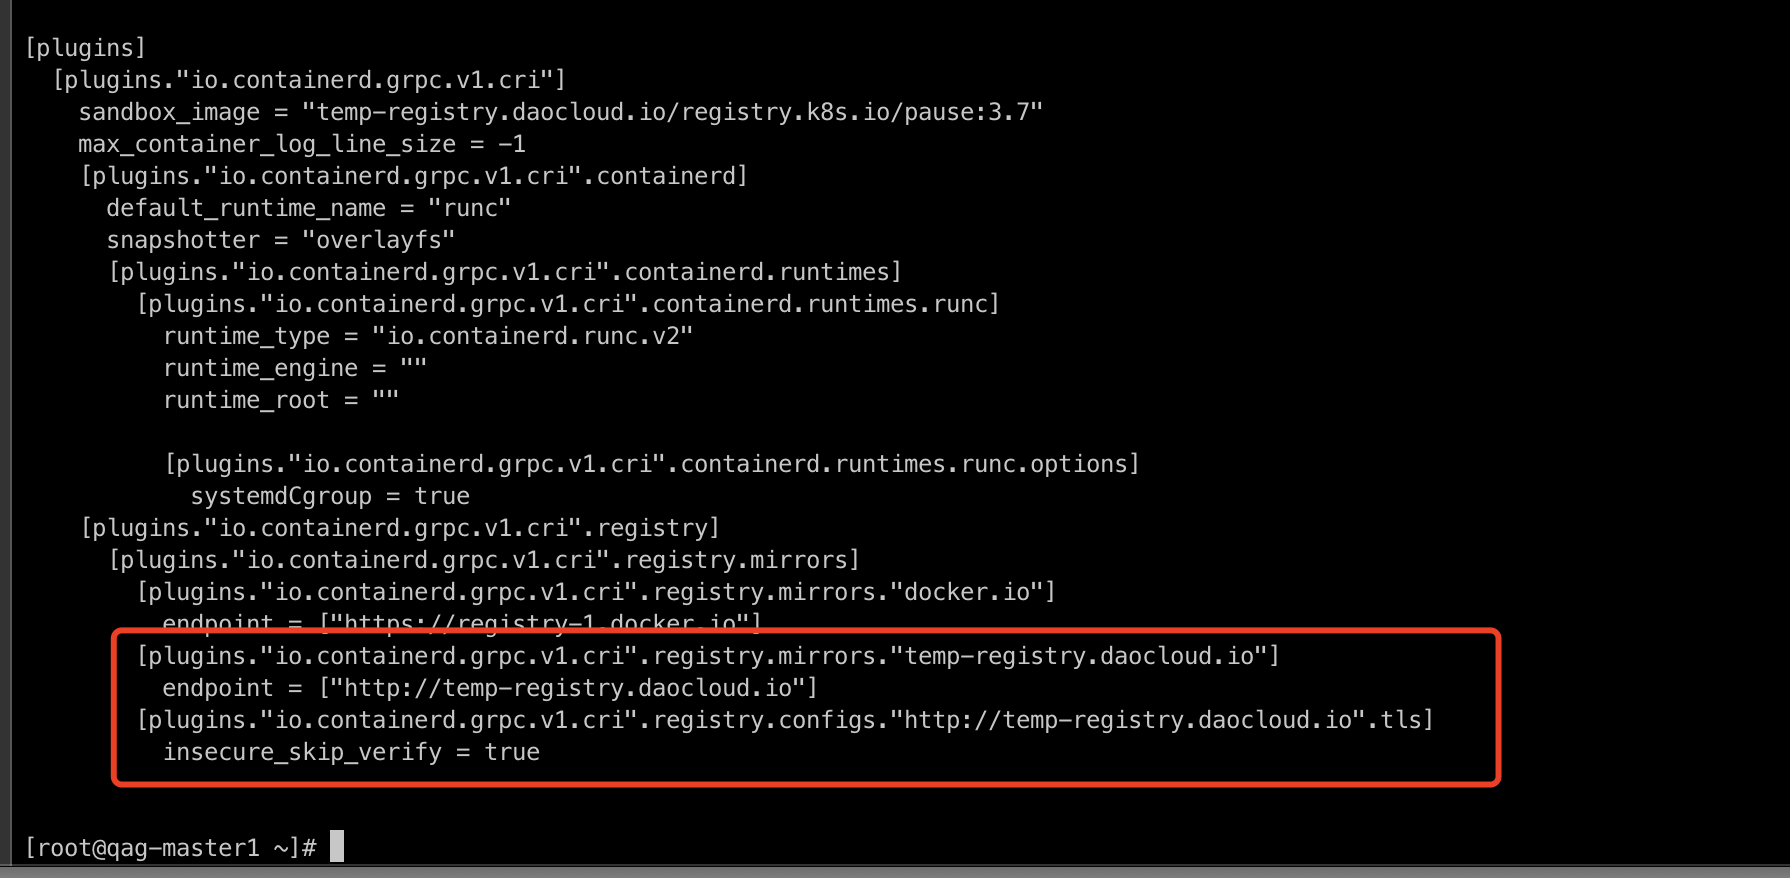 [plugins]
[plugins."io.containerd.grpc.v1.cri"]
sandbox_image = "temp-registry.daocloud.io/registry.k8s.io/pause:3.7"
max_container_log_line_size = -1
[plugins."io.containerd.grpc.v1.cri".containerd]
default_runtime_name = "runc"
snapshotter = "overlayfs"
[plugins."io.containerd.grpc.v1.cri".containerd.runtimes]
[plugins."io.containerd.grpc.v1.cri".containerd.runtimes.runc]
runtime_type = "io.containerd.runc.v2"
runtime_engine = ""
runtime_root = ""
[plugins."io.containerd.grpc.v1.cri".containerd.runtimes.runc.options]
systemdCgroup = true
[plugins."io.containerd.grpc.v1.cri".registry]
[plugins."io.containerd.grpc.v1.cri".registry.mirrors]
[plugins."io.containerd.grpc.v1.cri".registry.mirrors."docker.io"]
endpoint = ["https://registry-1.docker.io"]
[plugins."io.containerd.grpc.v1.cri".registry.mirrors."temp-registry.daocloud.io"]
endpoint = ["http://temp-registry.daocloud.io"]
[plugins."io.containerd.grpc.v1.cri".registry.configs."http://temp-registry.daocloud.io".tls]
insecure_skip_verify = true
[root@qag-master1 ~]#